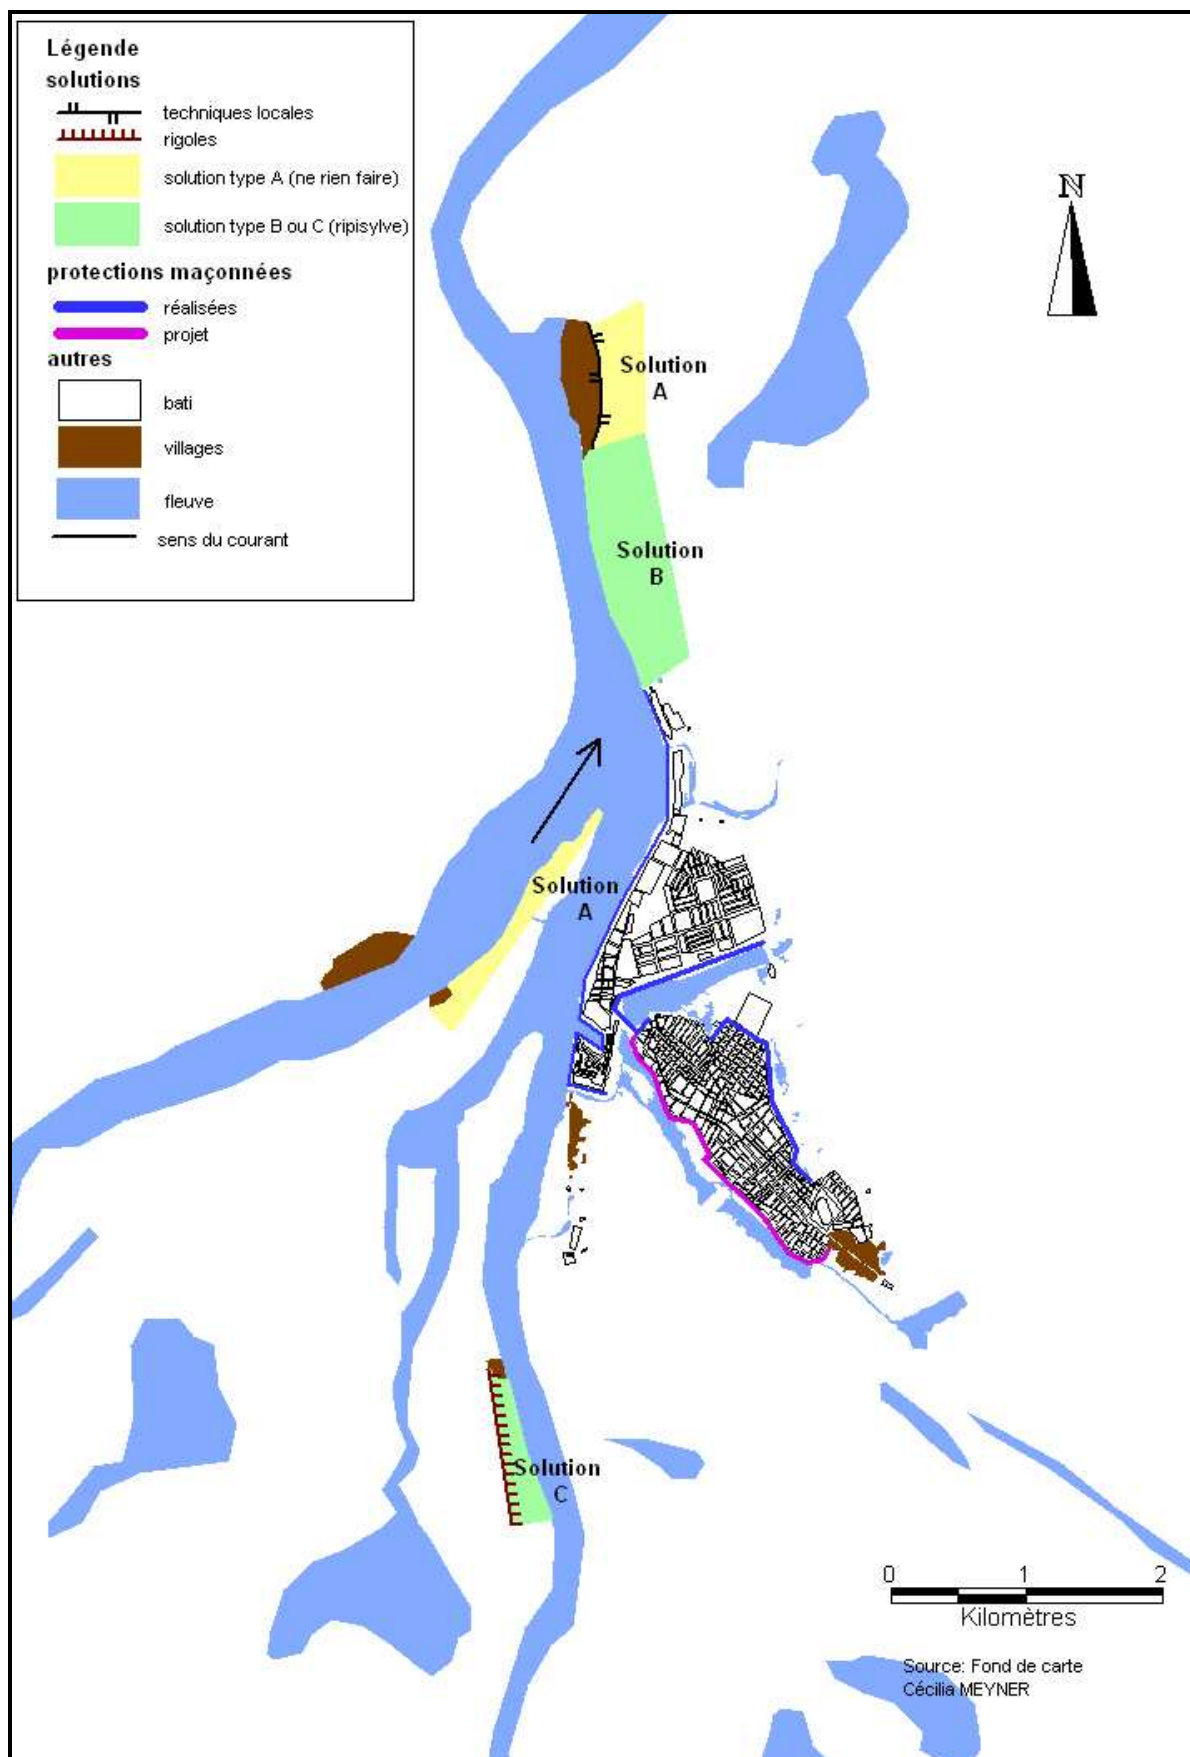 Légende
solutions
techniques locales
rigoles
solution type A (ne rien faire)
solution type B ou C (ripisylve)
protections maçonnées
réalisées
projet
autres
bati
villages
fleuve
sens du courant
N
Solution
A
Solution
B
Solution
A
Solution
C
0 1 2
Kilomètres
Source: Fond de carte
Cécilia MEYNER